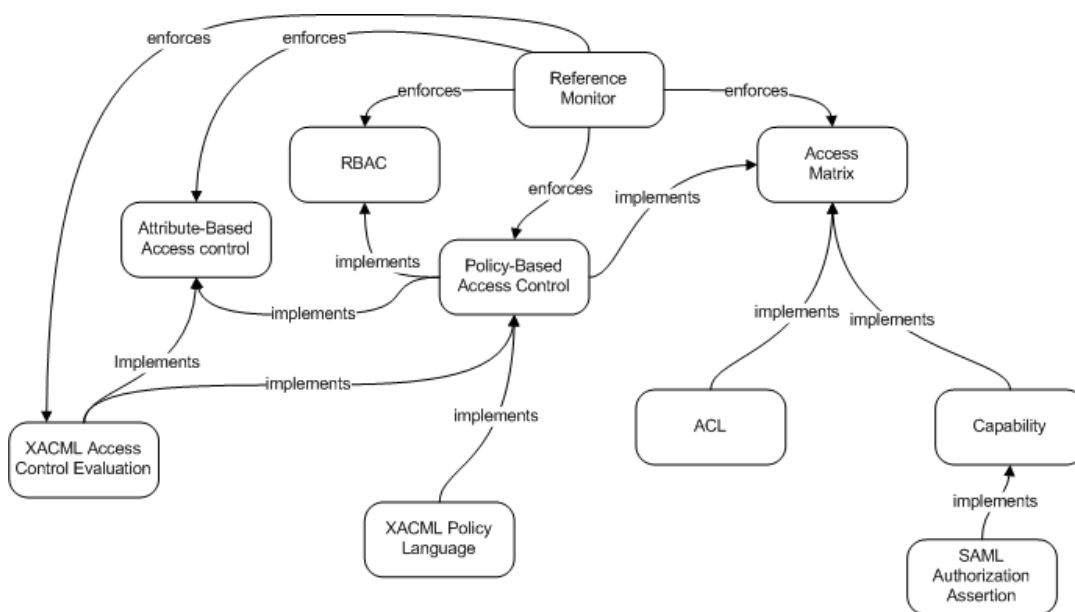 enforces
enforces
Reference
Monitor
enforces
enforces
RBAC
Access
Matrix
enforces
implements
Attribute-Based
Access control
implements
Policy-Based
Access Control
implements
implements
implements
Implements
implements
implements
ACL
Capability
XACML Access
Control Evaluation
implements
XACML Policy
Language
SAML
Authorization
Assertion